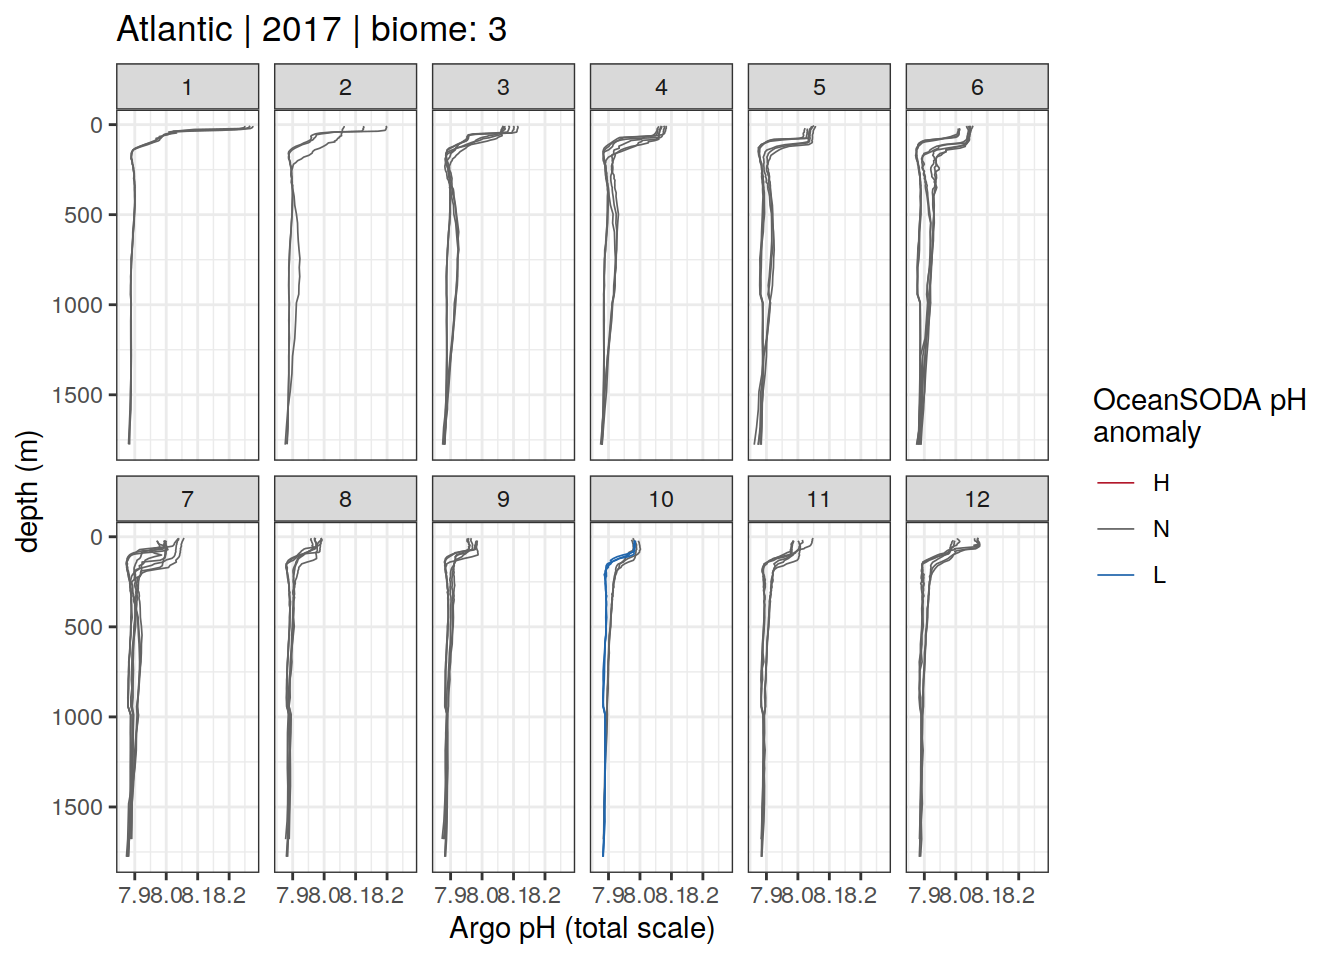 Atlantic | 2017 | biome: 3
1 2 3 4 5 6
0
500
1000
1500
7 8 9 10 11 12
0
500
1000
1500
7.98.08.18.2 7.98.08.18.2 7.98.08.18.2 7.98.08.18.2 7.98.08.18.2 7.98.08.18.2
Argo pH (total scale)
depth (m)
OceanSODA pH
anomaly
H
N
L